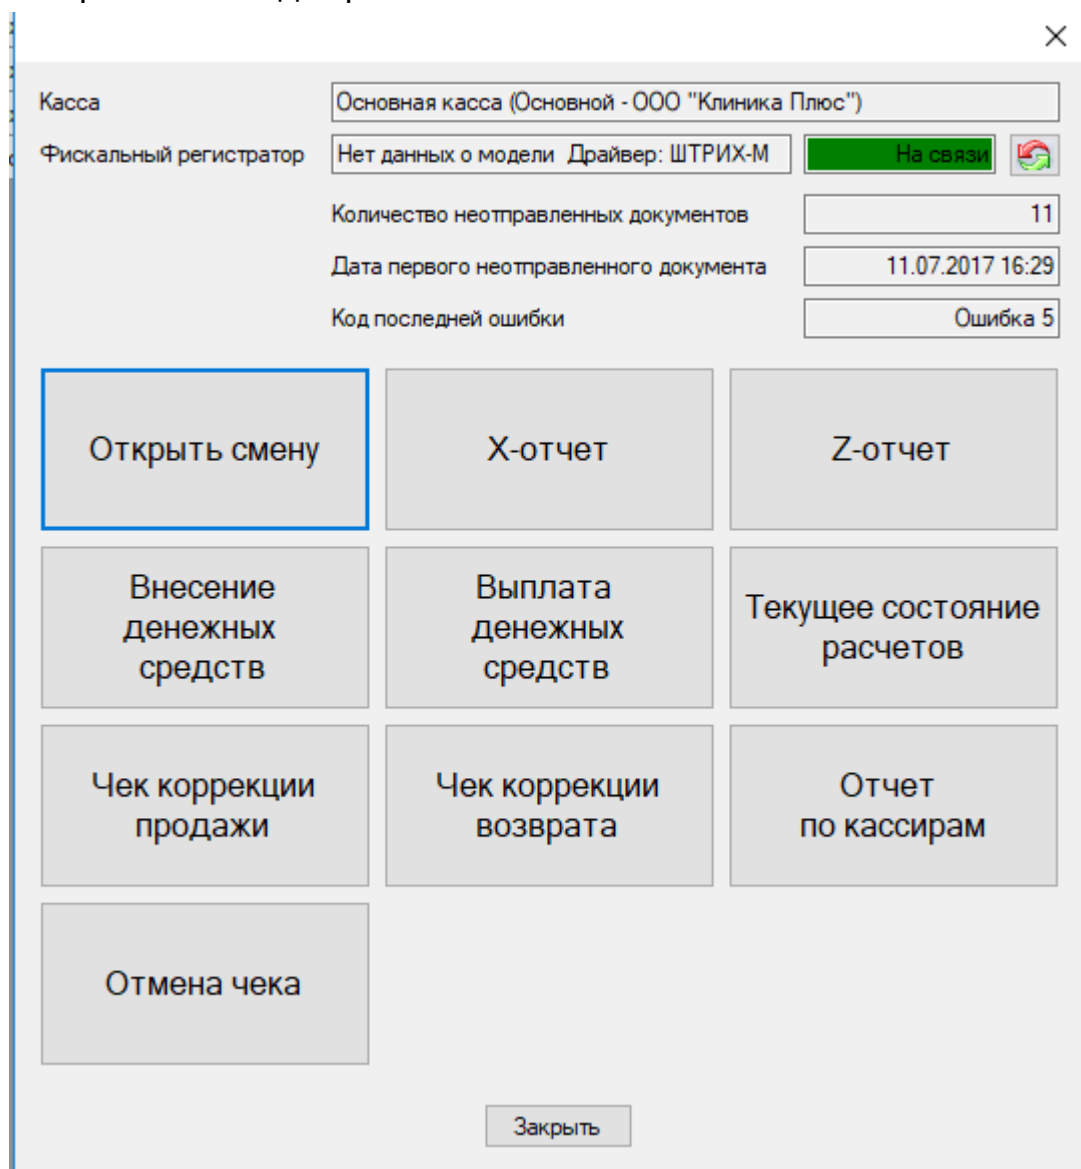 Касса
Основная касса (Основной - ООО "Клиника Плюс")
Фискальный регистратор
Нет данных о модели Драйвер: ШТРИХ-М
На связи
Количество неотправленных документов
11
Дата первого неотправленного документа
11.07.2017 16:29
Код последней ошибки
Ошибка 5
Открыть смену
X-отчет
Z-отчет
Внесение
денежных
средств
Выплата
денежных
средств
Текущее состояние
расчетов
Чек коррекции
продажи
Чек коррекции
возврата
Отчет
по кассирам
Отмена чека
Закрыть